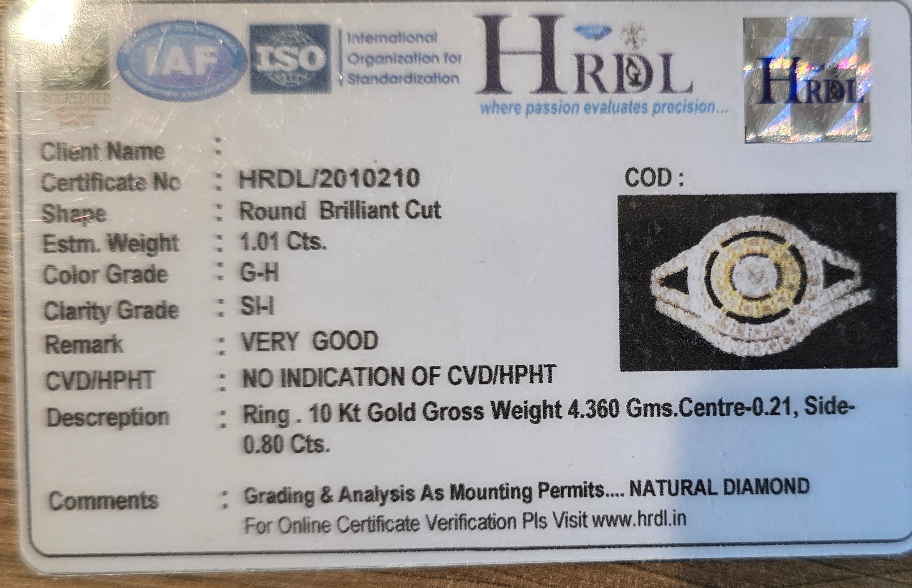 IAF
ISO
International
Organization for
Standardization
HRDL
where passion evaluates precision...
HRDL
Client Name :
Certificate No : HRDL/2010210
COD :
Shape : Round Brilliant Cut
Estm. Weight : 1.01 Cts.
Color Grade : G-H
Clarity Grade : SI-I
Remark : VERY GOOD
CVD/HPHT : NO INDICATION OF CVD/HPHT
Descreption : Ring . 10 Kt Gold Gross Weight 4.360 Gms.Centre-0.21, Side-
0.80 Cts.
Comments : Grading & Analysis As Mounting Permits.... NATURAL DIAMOND
For Online Certificate Verification Pls Visit www.hrdl.in